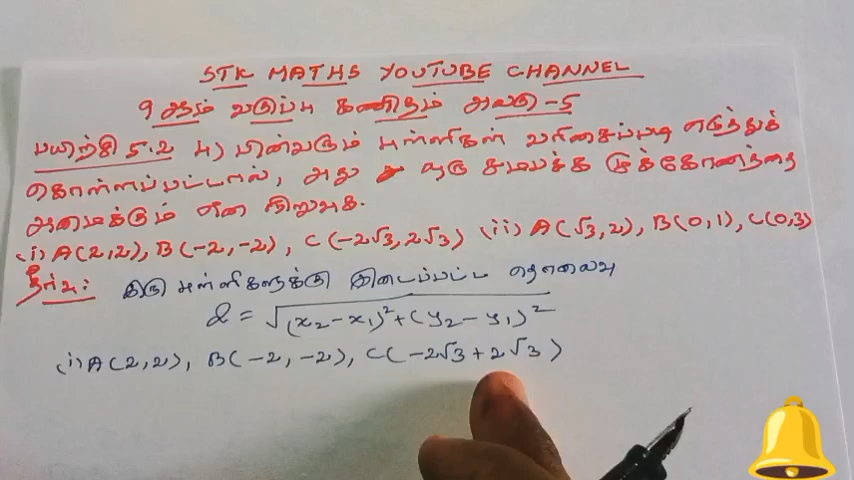 STK MATHS YOUTUBE CHANNEL
9 ஆம் வகுப்பு கணிதம் அலகு-5
பயிற்சி 5.2 4) பின்வரும் புள்ளிகள் வரிசைப்படி எடுத்துக்
கொள்ளப்பட்டால், அது ஒரு சமபக்க முக்கோணத்தை
அமைக்கும் என நிறுவுக.
(i) A(2,2), B(-2,-2), C(-2√3, 2√3) (ii) A(√3,2), B(0,1), C(0,3)
தீர்வு: இரு புள்ளிகளுக்கு இடைப்பட்ட தொலைவு
d = √(x₂-x₁)²+(y₂-y₁)²
(i) A(2,2), B(-2,-2), C(-2√3+2√3)